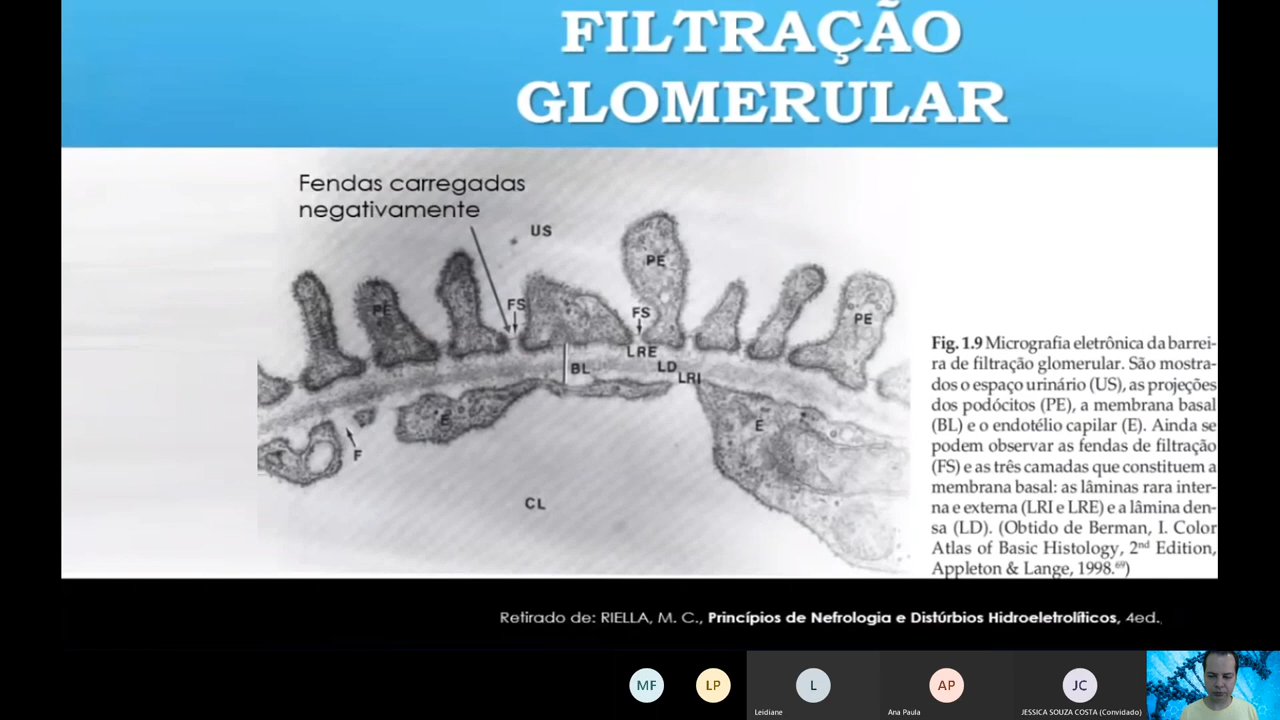 FILTRAÇÃO
GLOMERULAR
Fendas carregadas
negativamente
US
PE
PE
FS
FS
PE
LRE
BL
LD
LRI
E
E
F
CL
Fig. 1.9 Micrografia eletrônica da barrei-
ra de filtração glomerular. São mostra-
dos o espaço urinário (US), as projeções
dos podócitos (PE), a membrana basal
(BL) e o endotélio capilar (E). Ainda se
podem observar as fendas de filtração
(FS) e as três camadas que constituem a
membrana basal: as lâminas rara inter-
na e externa (LRI e LRE) e a lâmina den-
sa (LD). (Obtido de Berman, I. Color
Atlas of Basic Histology, 2nd Edition,
Appleton & Lange, 1998.69)
Retirado de: RIELLA, M. C., Princípios de Nefrologia e Distúrbios Hidroeletrolíticos, 4ed.,
MF
LP
L
AP
JC
Leidiane
Ana Paula
JESSICA SOUZA COSTA (Convidado)